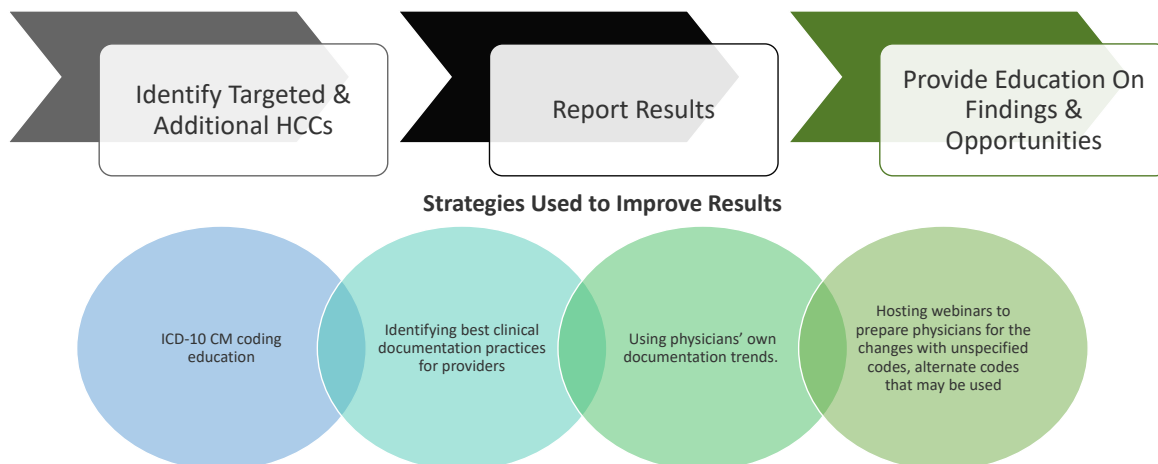 Identify Targeted &
Additional HCCs
Report Results
Provide Education On
Findings &
Opportunities
Strategies Used to Improve Results
ICD-10 CM coding
education
Identifying best clinical
documentation practices
for providers
Using physicians’ own
documentation trends.
Hosting webinars to
prepare physicians for the
changes with unspecified
codes, alternate codes
that may be used